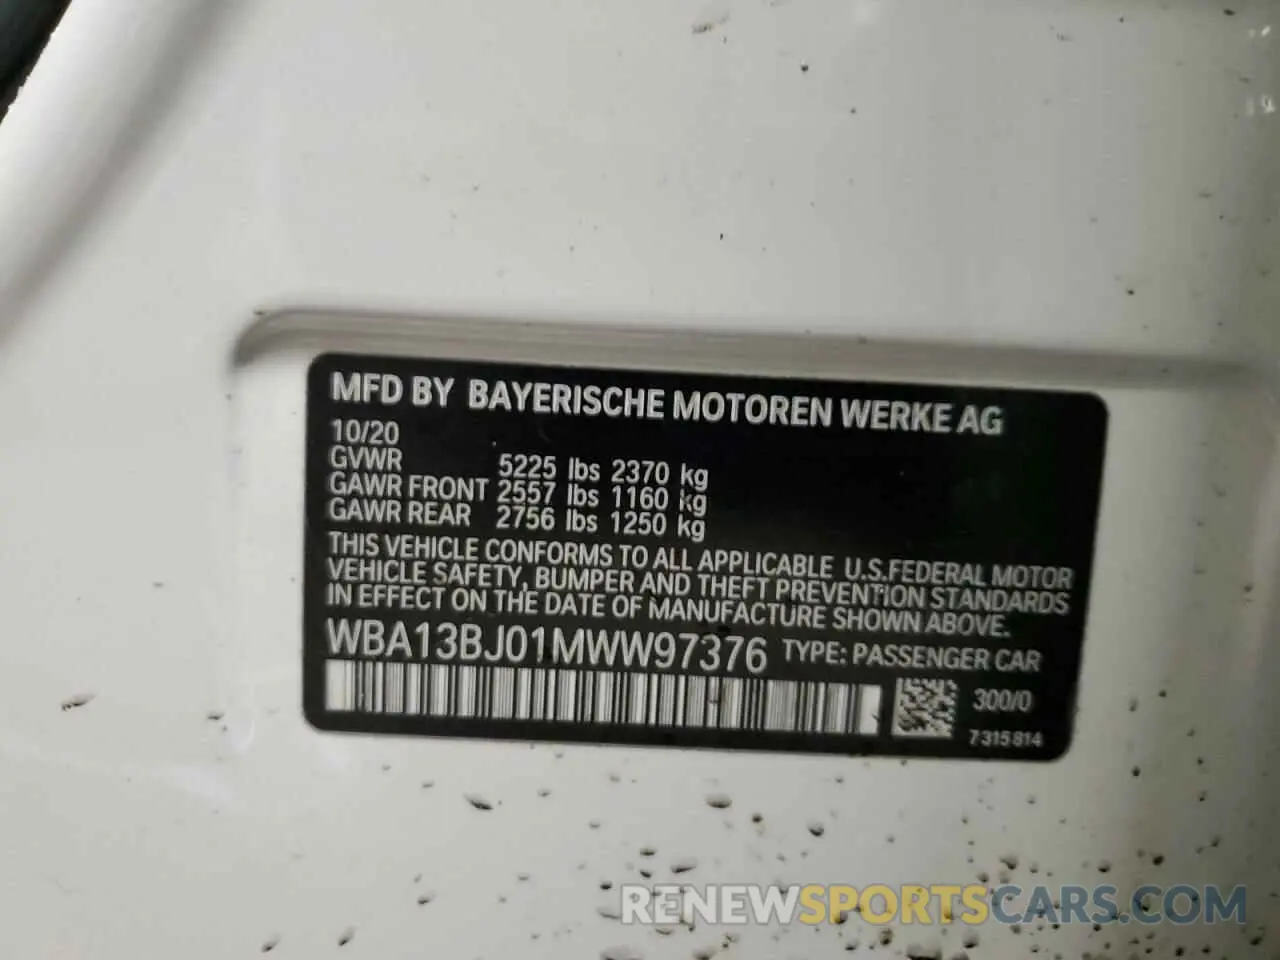 MFD BY BAYERISCHE MOTOREN WERKE AG
10/20
GVWR 5225 lbs 2370 kg
GAWR FRONT 2557 lbs 1160 kg
GAWR REAR 2756 lbs 1250 kg
THIS VEHICLE CONFORMS TO ALL APPLICABLE U.S.FEDERAL MOTOR
VEHICLE SAFETY, BUMPER AND THEFT PREVENTION STANDARDS
IN EFFECT ON THE DATE OF MANUFACTURE SHOWN ABOVE.
WBA13BJ01MWW97376 TYPE: PASSENGER CAR
300/0
7315814
RENEWSPORTSCARS.COM